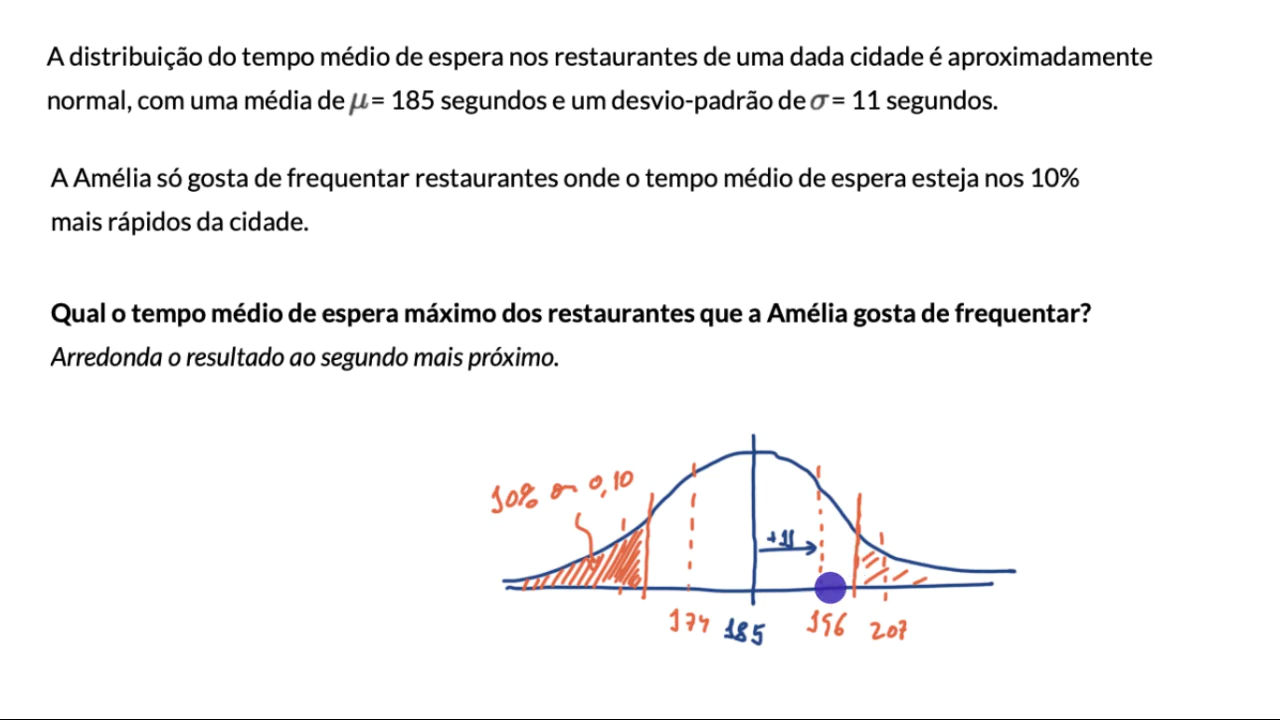 A distribuição do tempo médio de espera nos restaurantes de uma dada cidade é aproximadamente
normal, com uma média de μ = 185 segundos e um desvio-padrão de σ = 11 segundos.
A Amélia só gosta de frequentar restaurantes onde o tempo médio de espera esteja nos 10%
mais rápidos da cidade.
Qual o tempo médio de espera máximo dos restaurantes que a Amélia gosta de frequentar?
Arredonda o resultado ao segundo mais próximo.
10% ou 0,10
+11
174 185 196 207